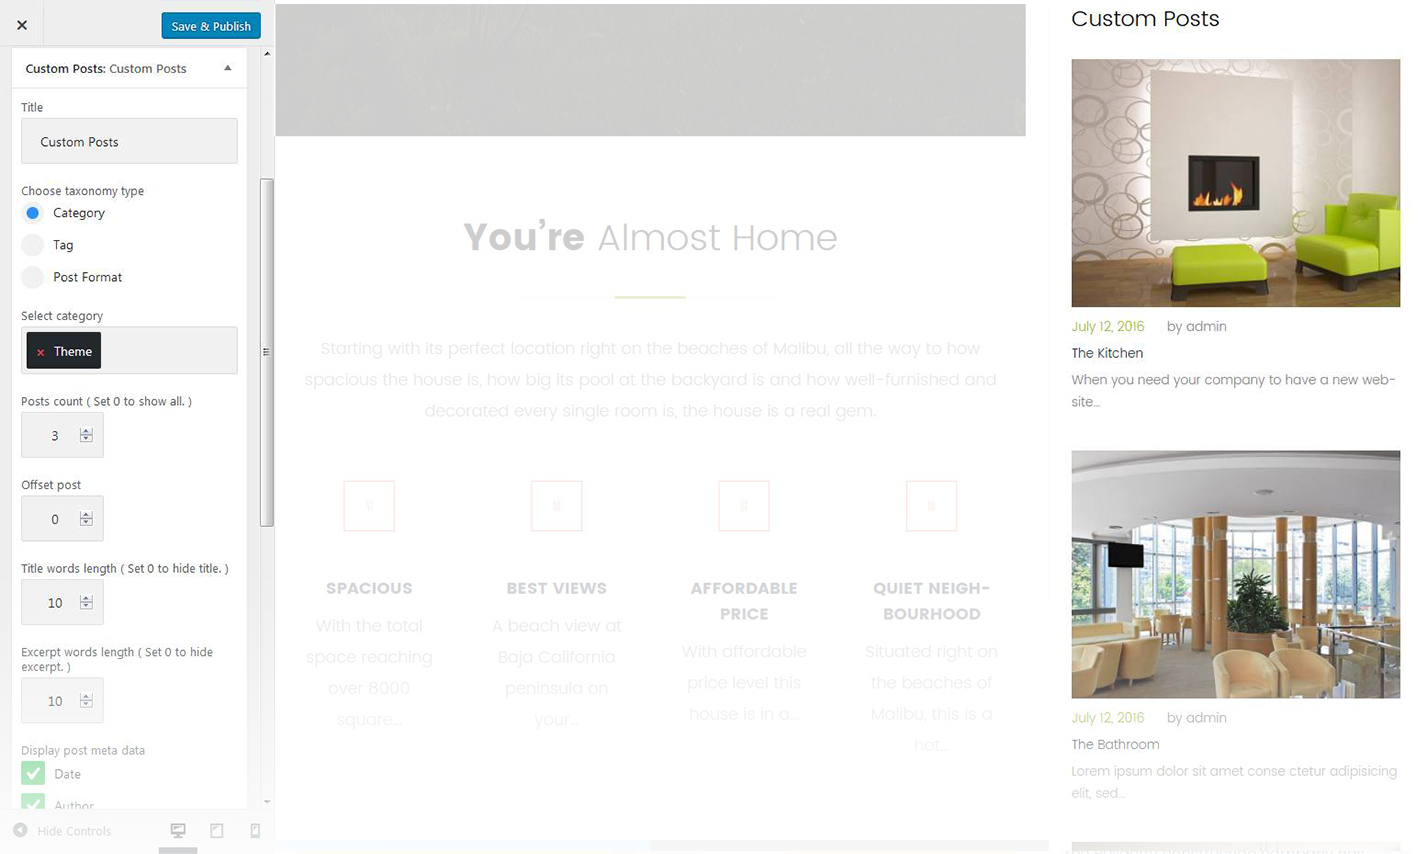 Save & Publish
Custom Posts: Custom Posts
Title
Custom Posts
Choose taxonomy type
Category
Tag
Post Format
Select category
× Theme
Posts count ( Set 0 to show all. )
3
Offset post
0
Title words length ( Set 0 to hide title. )
10
Excerpt words length ( Set 0 to hide
excerpt. )
10
Display post meta data
Date
Author
Hide Controls
You're Almost Home
Starting with its perfect location right on the beaches of Malibu, all the way to how
spacious the house is, how big its pool at the backyard is and how well-furnished and
decorated every single room is, the house is a real gem.
SPACIOUS
With the total
space reaching
over 8000
square...
BEST VIEWS
A beach view at
Baja California
peninsula on
your...
AFFORDABLE
PRICE
With affordable
price level this
house is in a...
QUIET NEIGH-
BOURHOOD
Situated right on
the beaches of
Malibu, this is a
hot...
Custom Posts
July 12, 2016 by admin
The Kitchen
When you need your company to have a new web-
site...
July 12, 2016 by admin
The Bathroom
Lorem ipsum dolor sit amet conse ctetur adipisicing
elit, sed...